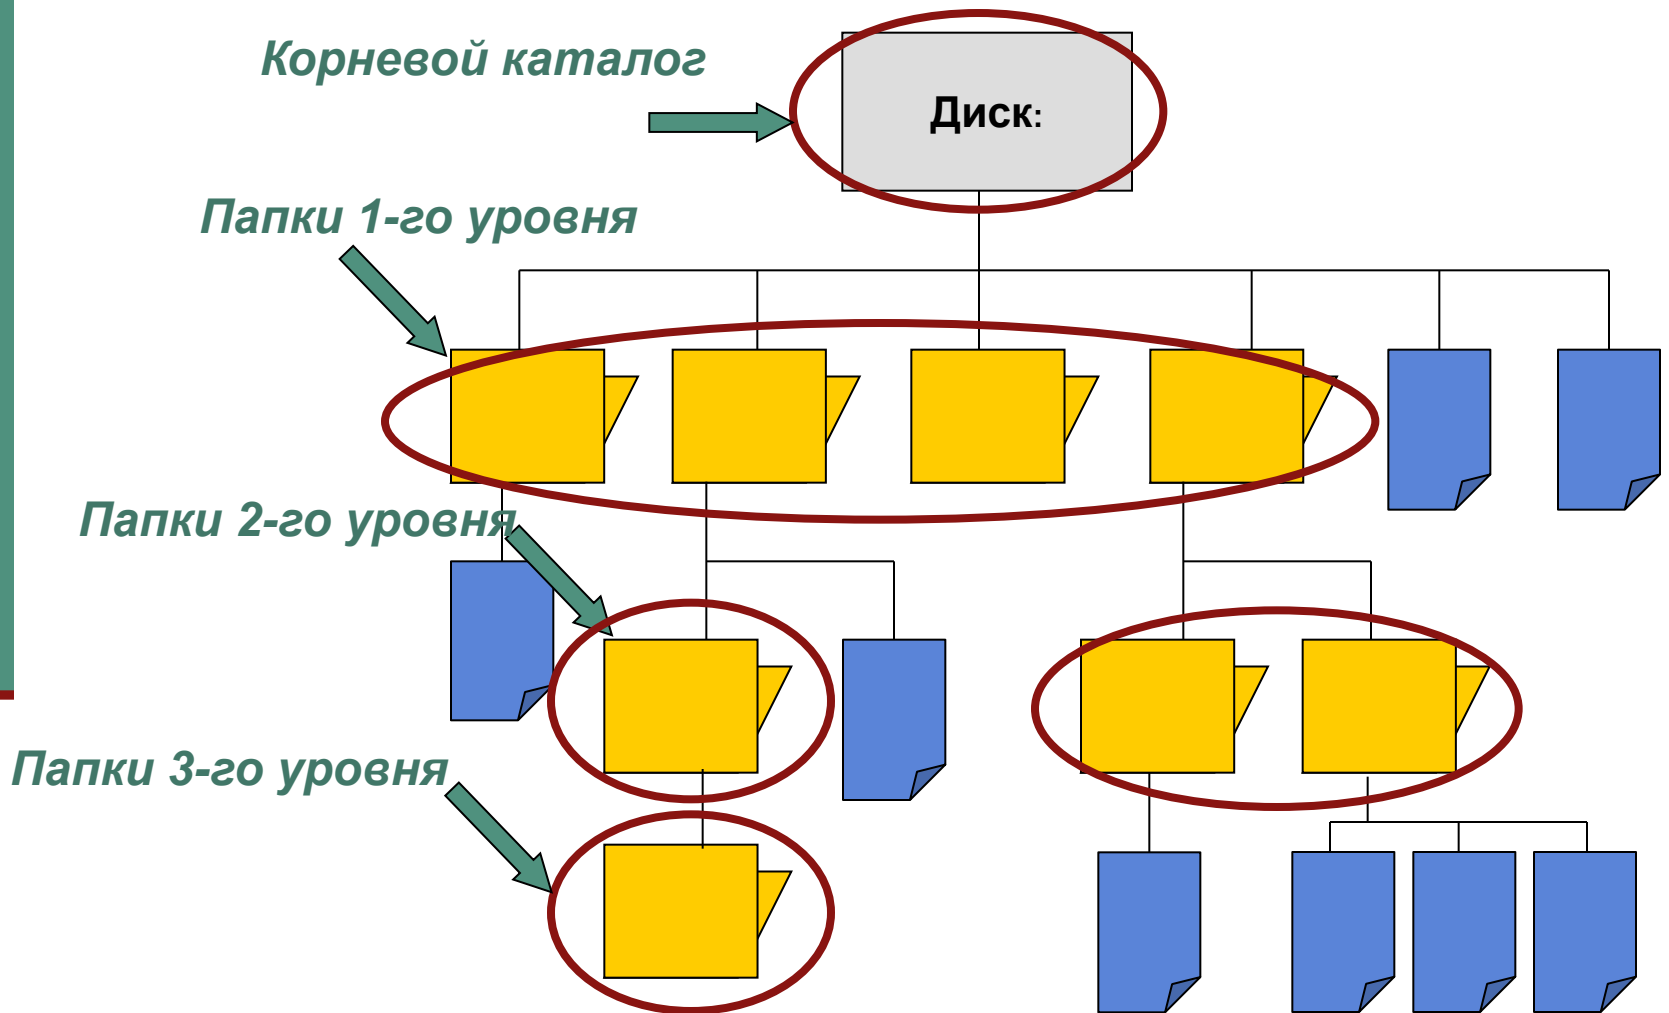 Корневой каталог
Диск:
Папки 1-го уровня
Папки 2-го уровня
Папки 3-го уровня